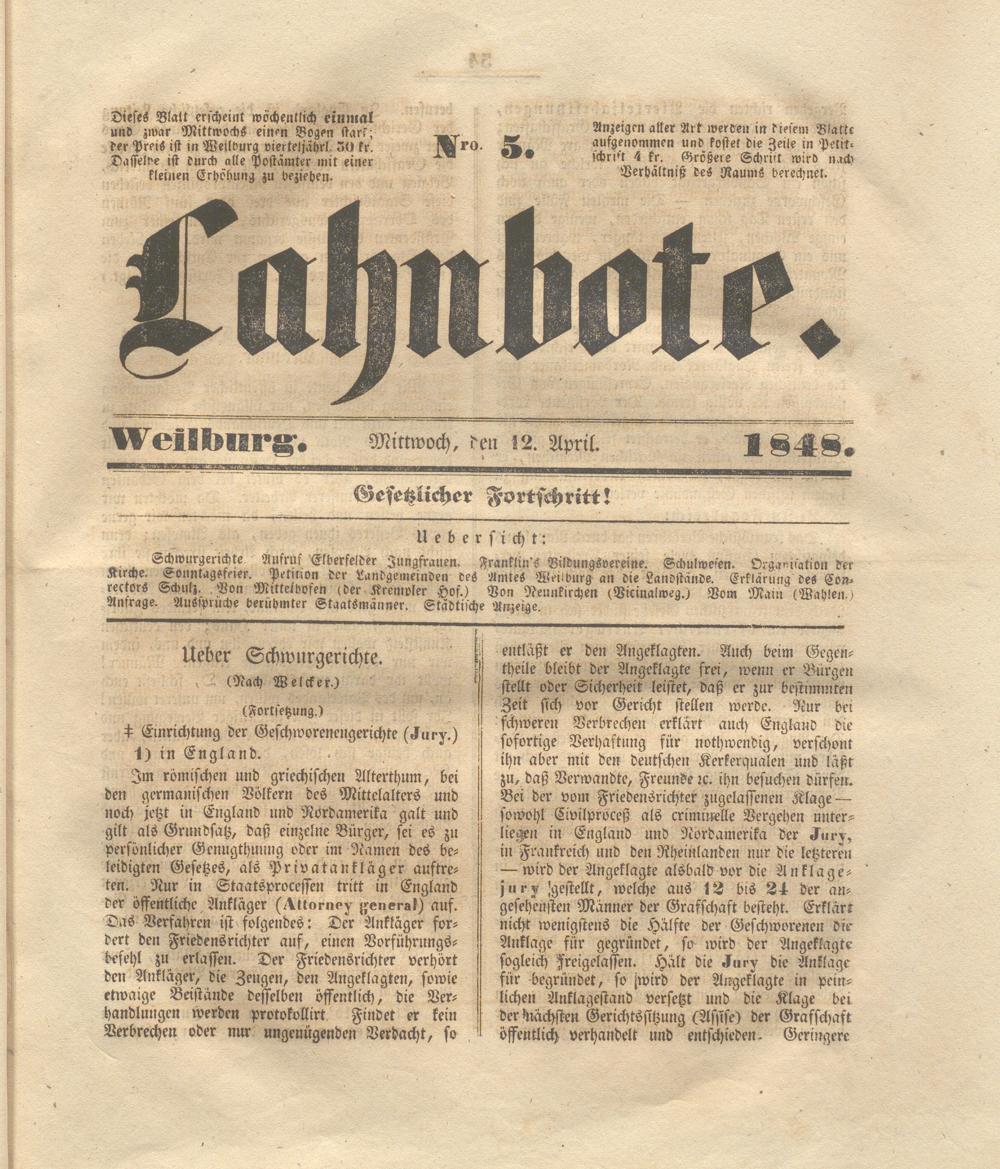 Dieses Blatt erscheint wöchentlich einmal
und zwar Mittwochs einen Bogen stark;
der Preis ist in Weilburg vierteljährl. 30 kr.
Dasselbe ist durch alle Postämter mit einer
kleinen Erhöhung zu beziehen.
Nro. 5.
Anzeigen aller Art werden in diesem Blatte
aufgenommen und kostet die Zeile in Petit-
schrift 4 kr. Größere Schrift wird nach
Verhältniß des Raums berechnet.
Lahnbote.
Weilburg. Mittwoch, den 12. April. 1848.
Gesetzlicher Fortschritt!
Uebersicht:
Schwurgerichte Aufruf Elberfelder Jungfrauen. Franklin's Bildungsvereine. Schulwesen. Organisation der
Kirche. Sonntagsfeier. Petition der Landgemeinden des Amtes Weilburg an die Landstände. Erklärung des Con-
rectors Schulz. Von Mittelhofen (der Krempler Hof.) Von Neunkirchen (Vicinalweg.) Vom Main (Wahlen.)
Anfrage. Aussprüche berühmter Staatsmänner. Städtische Anzeige.
Ueber Schwurgerichte.
(Nach Welcker.)
(Fortsetzung.)
‡ Einrichtung der Geschworenengerichte (Jury.)
1) in England.
Im römischen und griechischen Alterthum, bei
den germanischen Völkern des Mittelalters und
noch jetzt in England und Nordamerika galt und
gilt als Grundsatz, daß einzelne Bürger, sei es zu
persönlicher Genugthuung oder im Namen des be-
leidigten Gesetzes, als Privatankläger auftre-
ten. Nur in Staatsprocessen tritt in England
der öffentliche Ankläger (Attorney general) auf.
Das Verfahren ist folgendes: Der Ankläger for-
dert den Friedensrichter auf, einen Vorführungs-
befehl zu erlassen. Der Friedensrichter verhört
den Ankläger, die Zeugen, den Angeklagten, sowie
etwaige Beistände desselben öffentlich, die Ver-
handlungen werden protokollirt Findet er kein
Verbrechen oder nur ungenügenden Verdacht, so
entläßt er den Angeklagten. Auch beim Gegen-
theile bleibt der Angeklagte frei, wenn er Bürgen
stellt oder Sicherheit leistet, daß er zur bestimmten
Zeit sich vor Gericht stellen werde. Nur bei
schweren Verbrechen erklärt auch England die
sofortige Verhaftung für nothwendig, verschont
ihn aber mit den deutschen Kerkerqualen und läßt
zu, daß Verwandte, Freunde ꝛc. ihn besuchen dürfen.
Bei der vom Friedensrichter zugelassenen Klage —
sowohl Civilproceß als criminelle Vergehen unter-
liegen in England und Nordamerika der Jury,
in Frankreich und den Rheinlanden nur die letzteren
— wird der Angeklagte alsbald vor die Anklage-
jury gestellt, welche aus 12 bis 24 der an-
gesehensten Männer der Grafschaft besteht. Erklärt
nicht wenigstens die Hälfte der Geschworenen die
Anklage für gegründet, so wird der Angeklagte
sogleich freigelassen. Hält die Jury die Anklage
für begründet, so wird der Angeklagte in pein-
lichen Anklagestand versetzt und die Klage bei
der nächsten Gerichtssitzung (Assise) der Grafschaft
öffentlich verhandelt und entschieden. Geringere